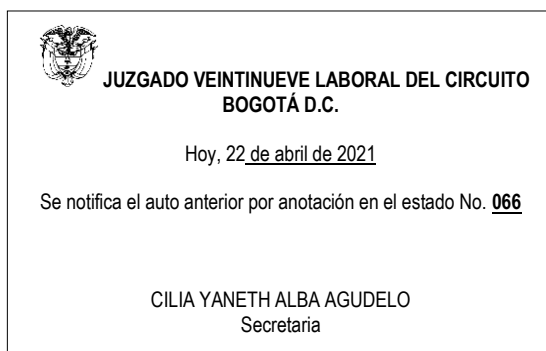 JUZGADO VEINTINUEVE LABORAL DEL CIRCUITO
BOGOTÁ D.C.
Hoy, 22 de abril de 2021
Se notifica el auto anterior por anotación en el estado No. 066
CILIA YANETH ALBA AGUDELO
Secretaria